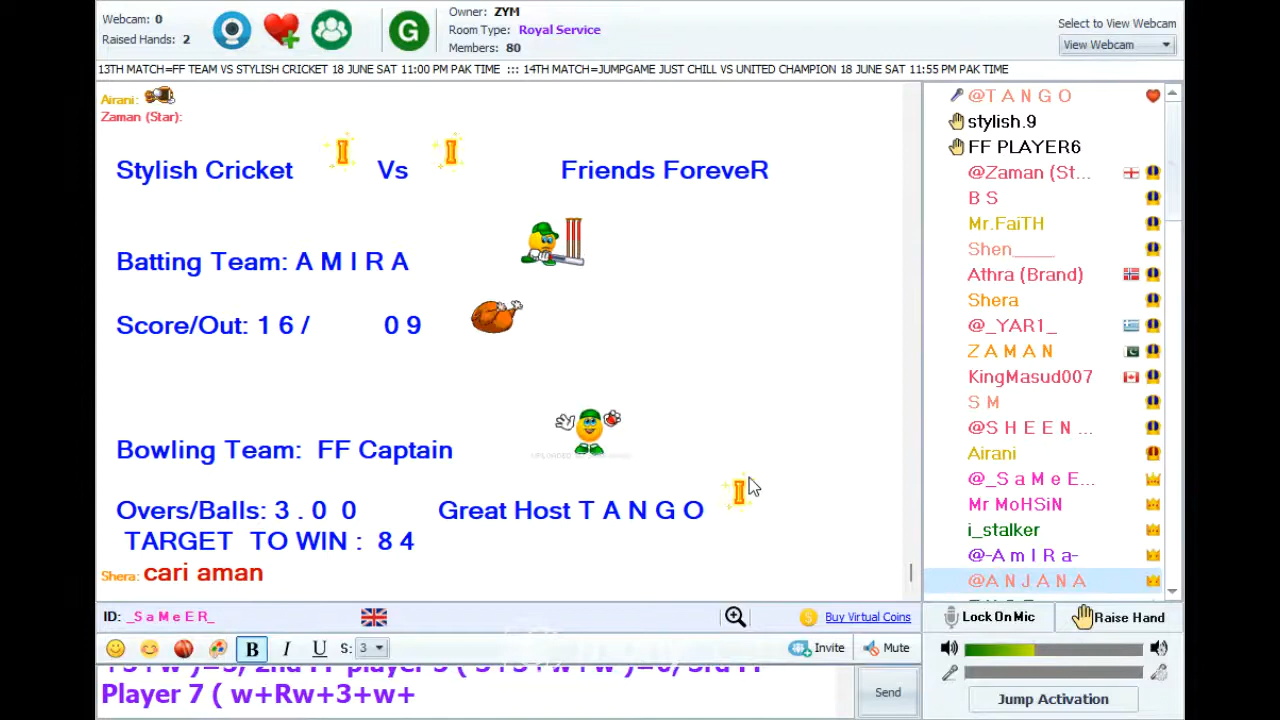 Webcam: 0
Raised Hands: 2
G
Owner: ZYM
Room Type: Royal Service
Members: 80
Select to View Webcam
View Webcam
13TH MATCH=FF TEAM VS STYLISH CRICKET 18 JUNE SAT 11:00 PM PAK TIME ::: 14TH MATCH=JUMPGAME JUST CHILL VS UNITED CHAMPION 18 JUNE SAT 11:55 PM PAK TIME
Airani:
Zaman (Star):
Stylish Cricket I Vs I Friends ForeveR
Batting Team: A M I R A
Score/Out: 1 6 / 0 9
Bowling Team: FF Captain
Overs/Balls: 3 . 0 0 Great Host T A N G O I
TARGET TO WIN : 8 4
Shera: cari aman
@T A N G O
stylish.9
FF PLAYER6
@Zaman (St...
B S
Mr.FaiTH
Shen____
Athra (Brand)
Shera
@_YAR1_
Z A M A N
KingMasud007
S M
@S H E E N ...
Airani
@_S a M e E...
Mr MoHSiN
i_stalker
@-A m I R a-
@A N J A N A
ID: _S a M e E R_
Buy Virtual Coins
Lock On Mic
Raise Hand
B I U S: 3
Invite
Mute
Player 7 ( w+Rw+3+w+
Send
Jump Activation